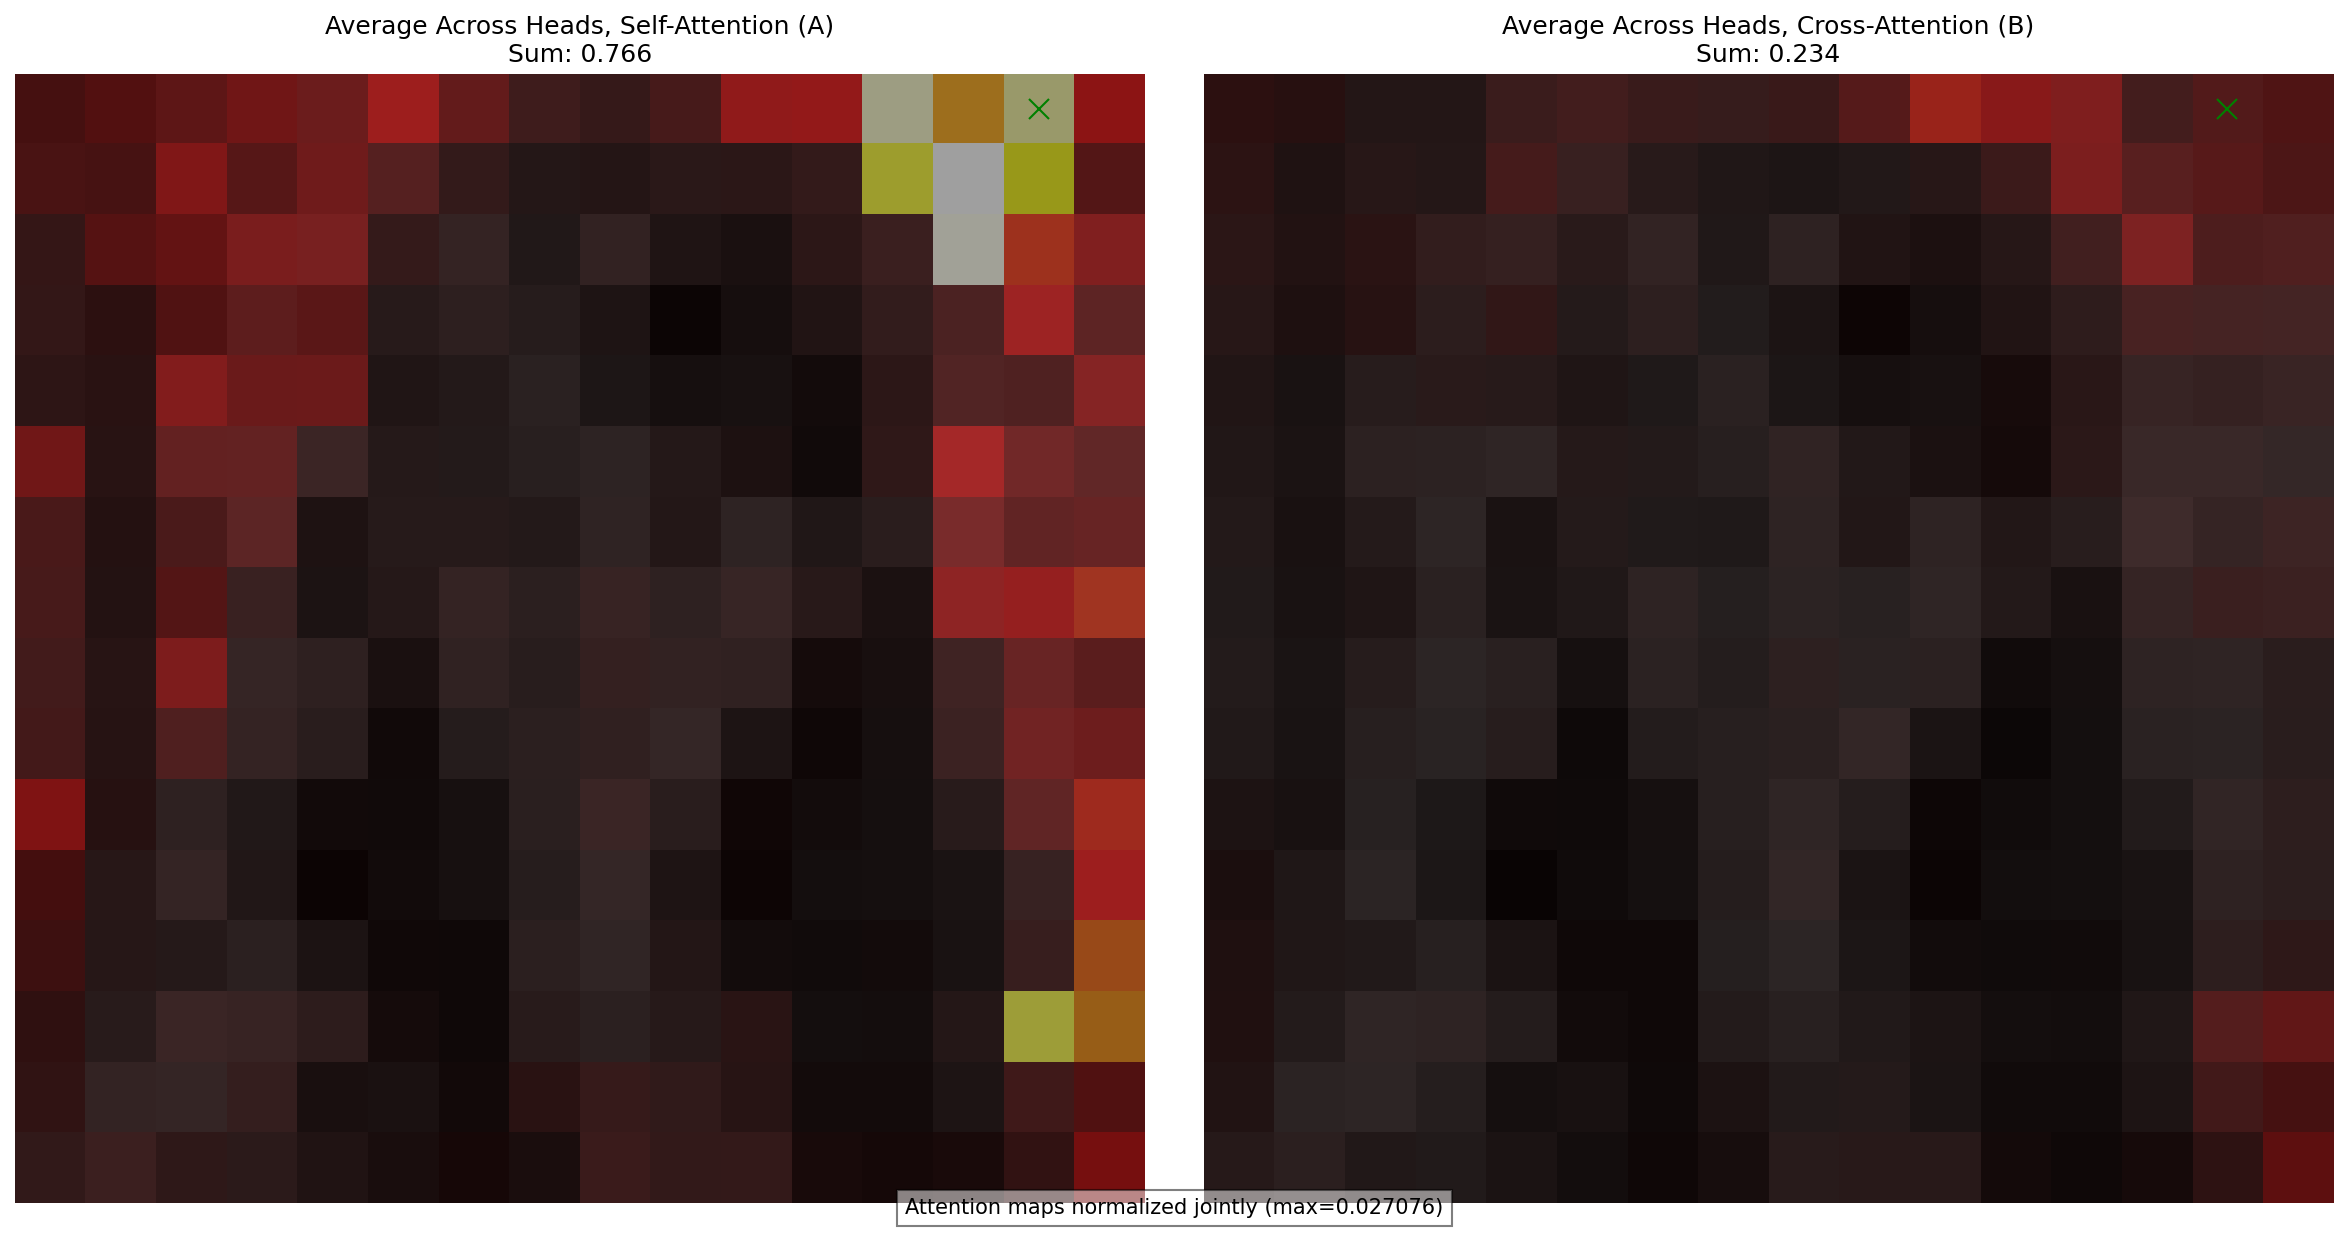 Average Across Heads, Self-Attention (A)
Sum: 0.766
Average Across Heads, Cross-Attention (B)
Sum: 0.234
Attention maps normalized jointly (max=0.027076)